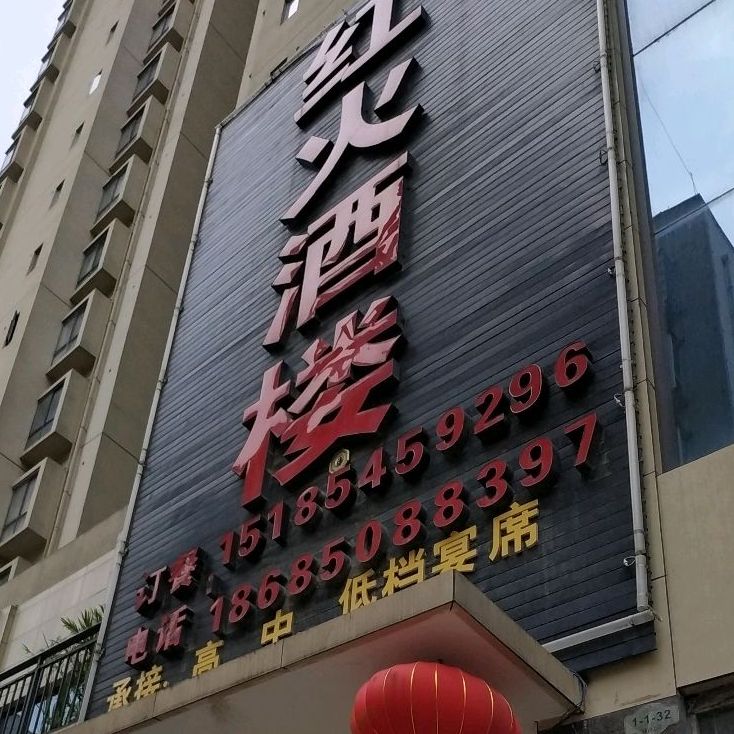 红火酒楼
订餐 15185459296
电话 18685088397
承接: 高 中 低档宴席
1-1-32